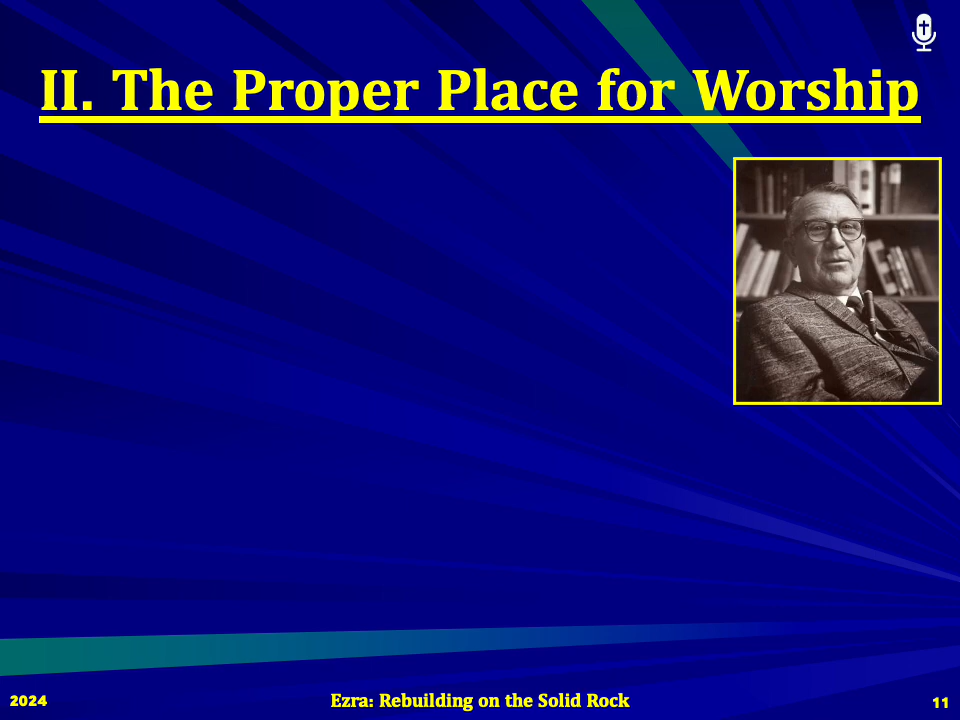 II. The Proper Place for Worship
2024
Ezra: Rebuilding on the Solid Rock
11